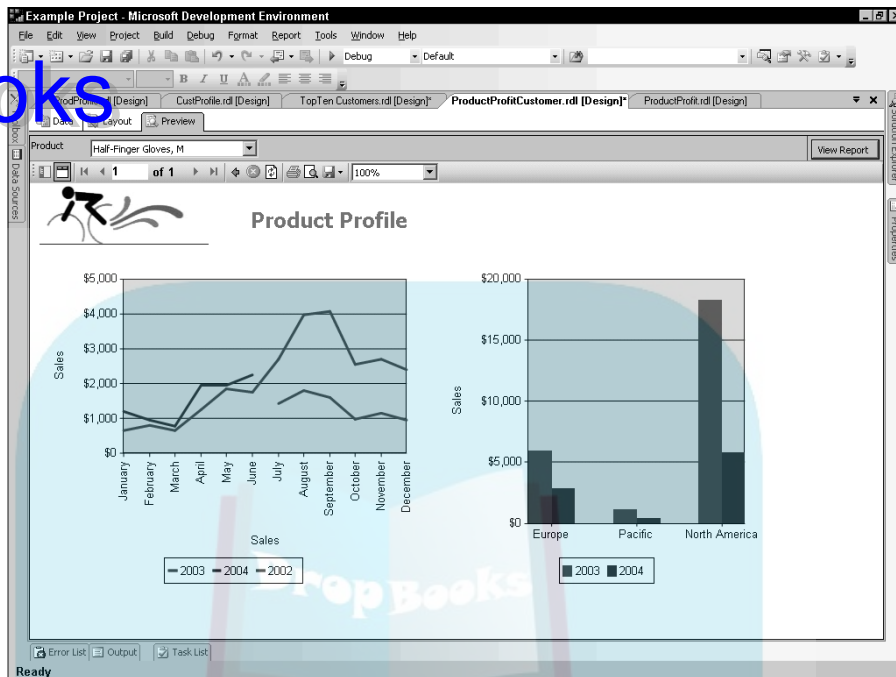 Example Project - Microsoft Development Environment
File Edit View Project Build Debug Format Report Tools Window Help
Debug Default
B I U A
ooks
[Design] CustProfile.rdl [Design] TopTen Customers.rdl [Design]* ProductProfitCustomer.rdl [Design]* ProductProfit.rdl [Design]
Data Layout Preview
Data Sources
Solution Explorer
Properties
Product Half-Finger Gloves, M View Report
1 of 1 100%
Product Profile
$5,000
$4,000
$3,000
$2,000
$1,000
$0
Sales
January February March April May June July August September October November December
Sales
2003 2004 2002
$20,000
$15,000
$10,000
$5,000
$0
Sales
Europe Pacific North America
2003 2004
DropBooks
Error List Output Task List
Ready